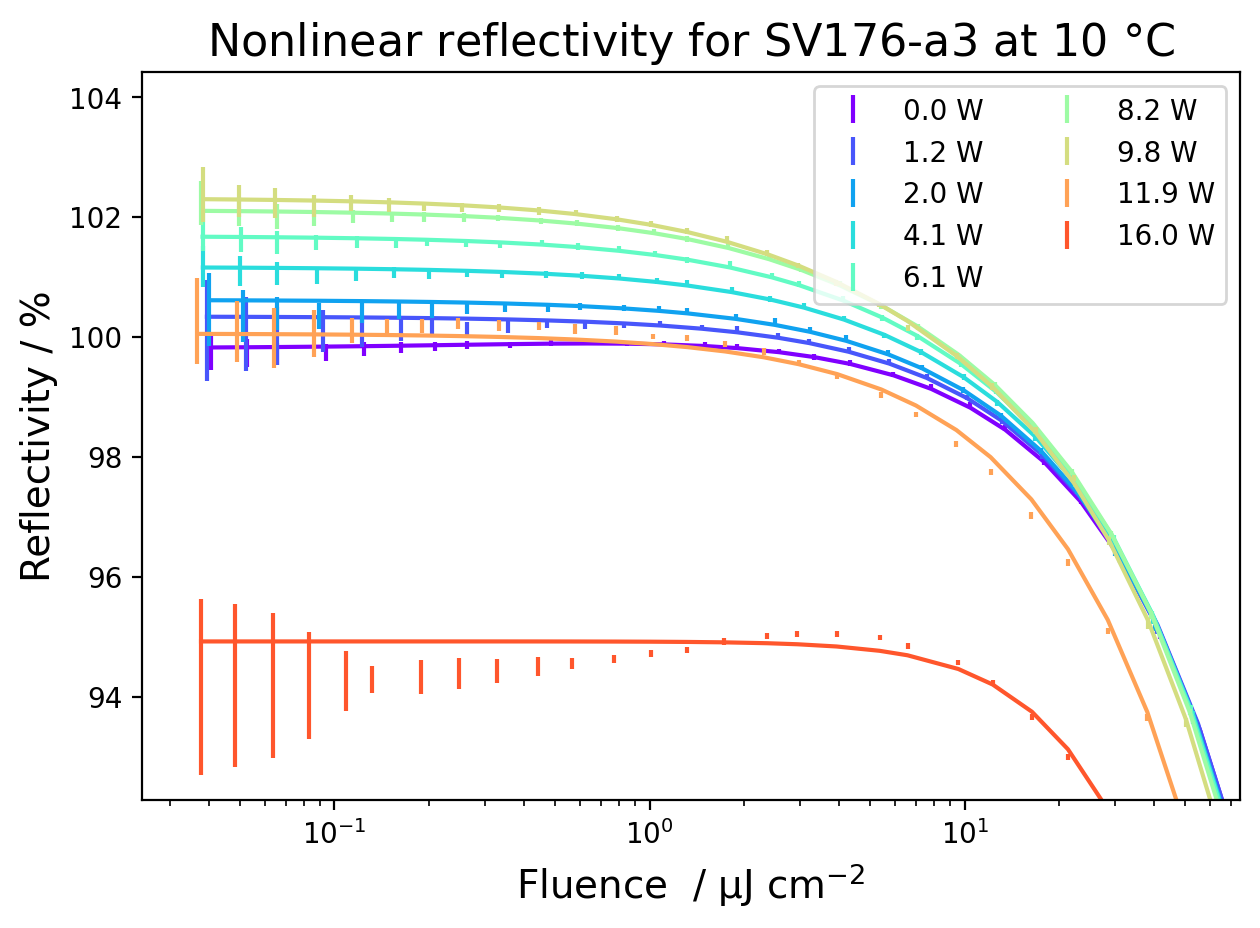 Nonlinear reflectivity for SV176-a3 at 10 °C
Reflectivity / %
104
102
100
98
96
94
0.0 W
1.2 W
2.0 W
4.1 W
6.1 W
8.2 W
9.8 W
11.9 W
16.0 W
10⁻¹
10⁰
10¹
Fluence / µJ cm⁻²